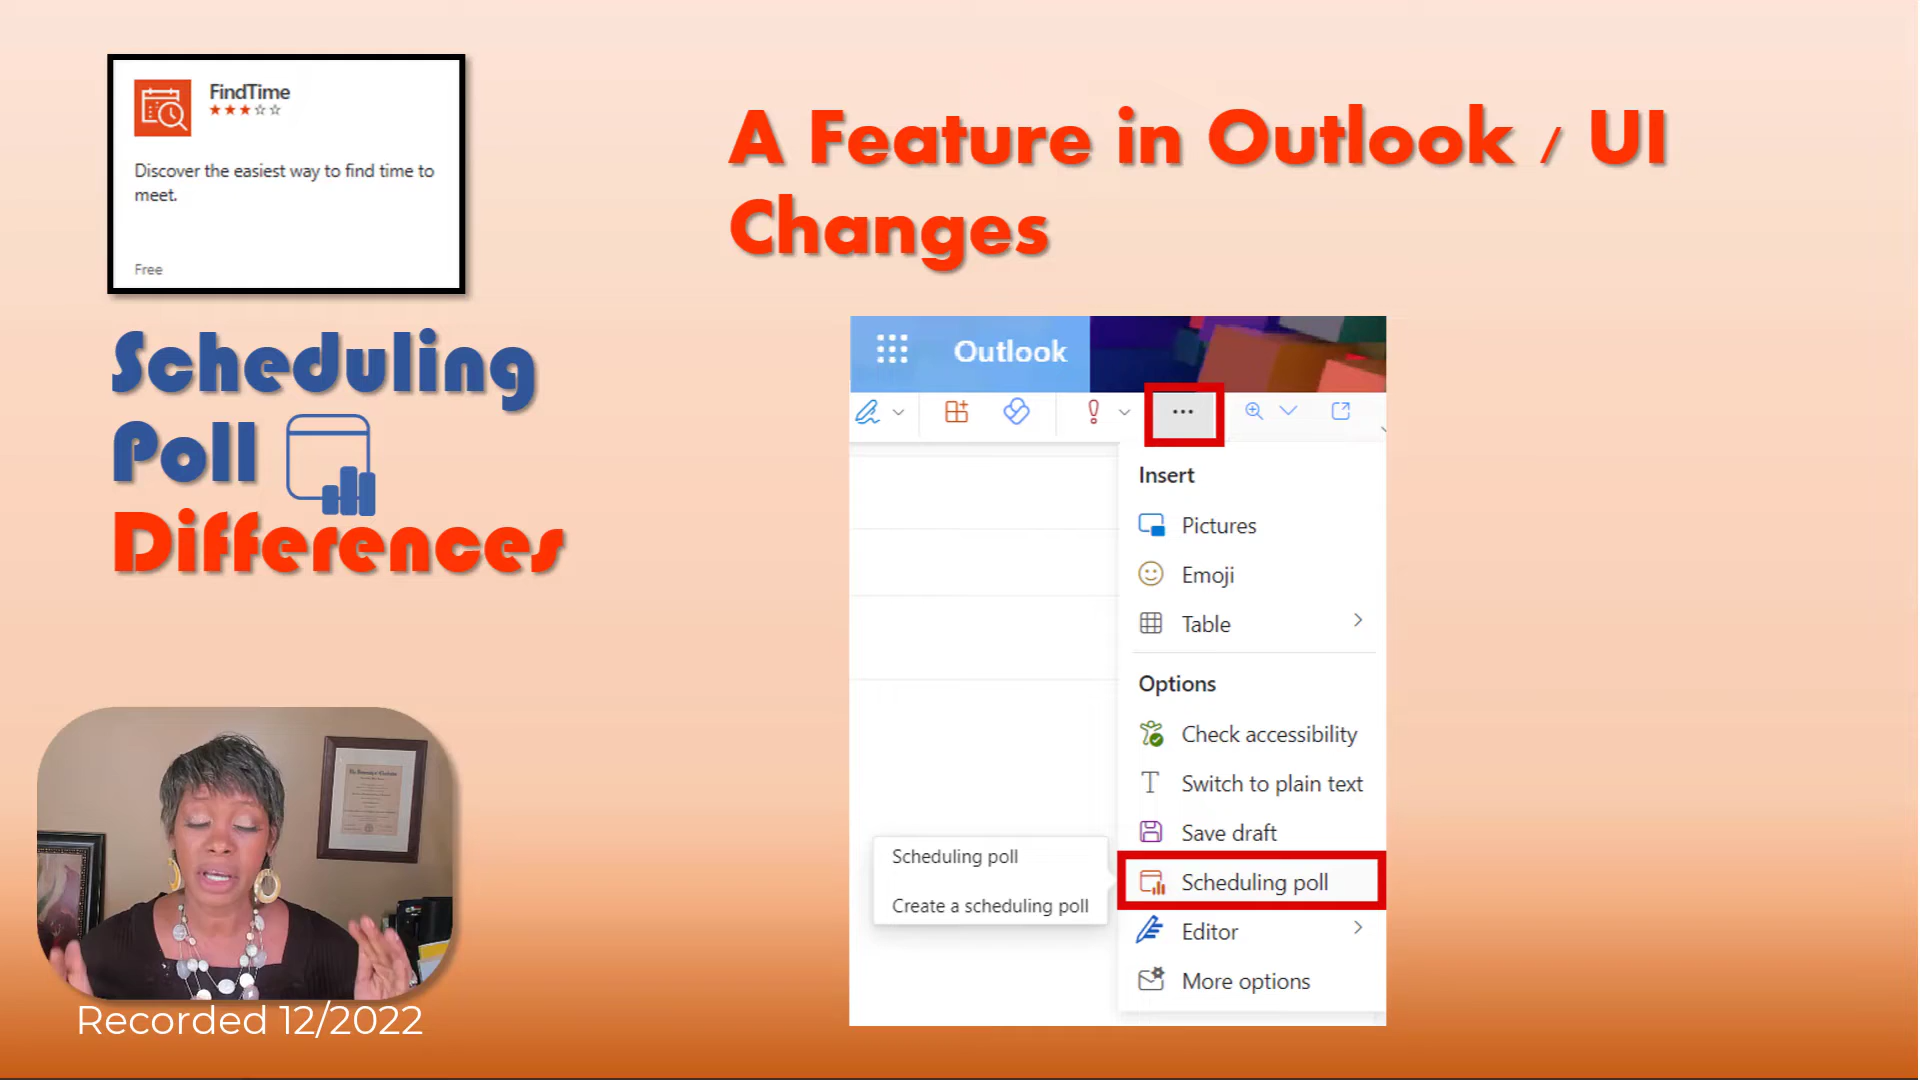 FindTime
Discover the easiest way to find time to
meet.
Free
Scheduling
Poll
Differences
Recorded 12/2022
A Feature in Outlook / UI
Changes
Outlook
Insert
Pictures
Emoji
Table
Options
Check accessibility
Switch to plain text
Save draft
Scheduling poll
Editor
More options
Scheduling poll
Create a scheduling poll